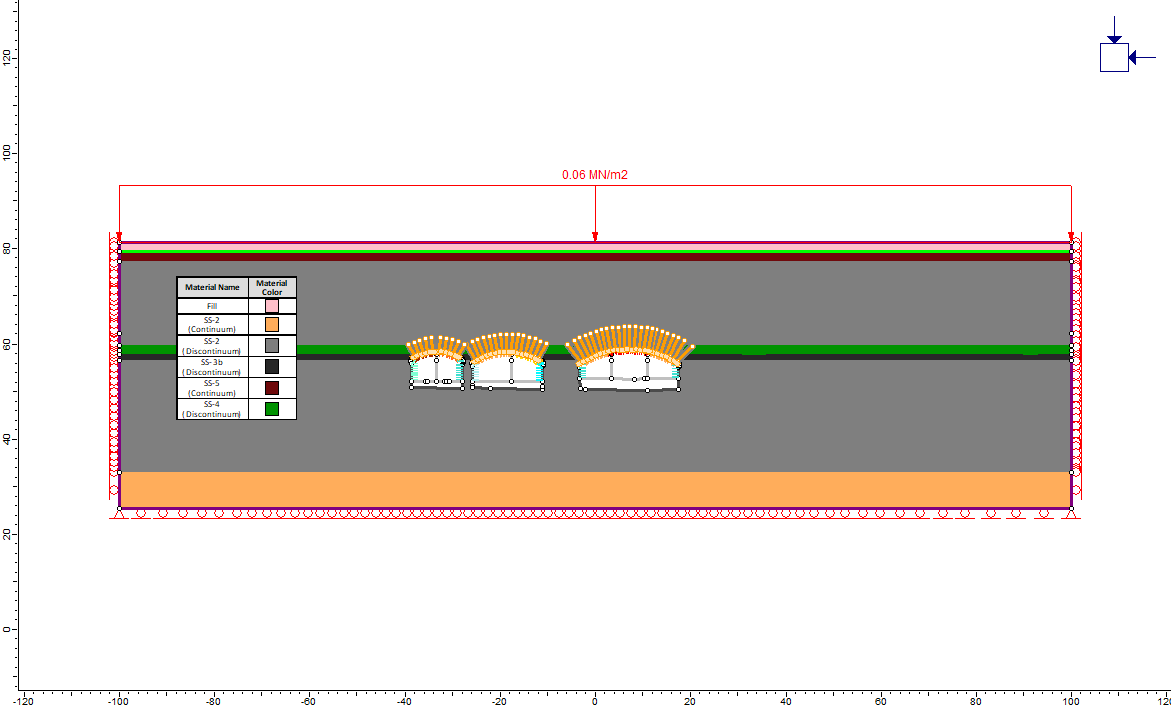 120
100
0.06 MN/m2
80
Material Name Material Color
Fill
SS-2
(Continuum)
SS-2
(Discontinuum)
SS-3b
(Discontinuum)
SS-5
(Continuum)
SS-4
(Discontinuum)
60
40
20
0
-120 -100 -80 -60 -40 -20 0 20 40 60 80 100 120